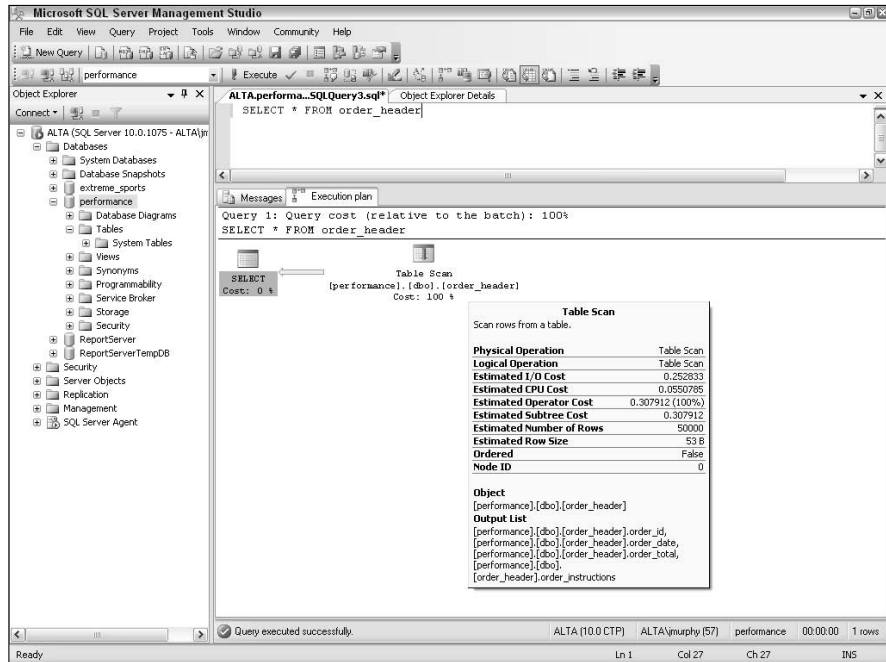 Microsoft SQL Server Management Studio
File Edit View Query Project Tools Window Community Help
New Query
performance
Execute
Object Explorer
ALTA.performa...SQLQuery3.sql* Object Explorer Details
Connect
SELECT * FROM order_header
ALTA (SQL Server 10.0.1075 - ALTA\jm
Databases
System Databases
Database Snapshots
extreme_sports
performance
Database Diagrams
Tables
System Tables
Views
Synonyms
Programmability
Service Broker
Storage
Security
ReportServer
ReportServerTempDB
Security
Server Objects
Replication
Management
SQL Server Agent
Messages Execution plan
Query 1: Query cost (relative to the batch): 100%
SELECT * FROM order_header
SELECT
Cost: 0 %
Table Scan
[performance].[dbo].[order_header]
Cost: 100 %
Table Scan
Scan rows from a table.
Physical Operation Table Scan
Logical Operation Table Scan
Estimated I/O Cost 0.252833
Estimated CPU Cost 0.0550785
Estimated Operator Cost 0.307912 (100%)
Estimated Subtree Cost 0.307912
Estimated Number of Rows 50000
Estimated Row Size 53 B
Ordered False
Node ID 0
Object
[performance].[dbo].[order_header]
Output List
[performance].[dbo].[order_header].order_id,
[performance].[dbo].[order_header].order_date,
[performance].[dbo].[order_header].order_total,
[performance].[dbo].
[order_header].order_instructions
Query executed successfully. ALTA (10.0 CTP) ALTA\jmurphy (57) performance 00:00:00 1 rows
Ready Ln 1 Col 27 Ch 27 INS